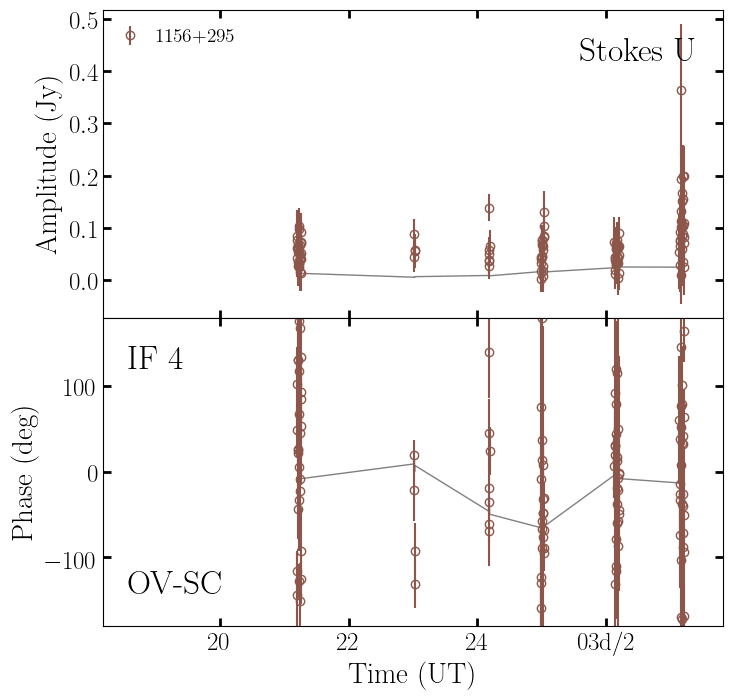 0.5
1156+295
Stokes U
0.4
0.3
0.2
0.1
0.0
Amplitude (Jy)
IF 4
100
0
−100
Phase (deg)
OV-SC
20 22 24 03d/2
Time (UT)